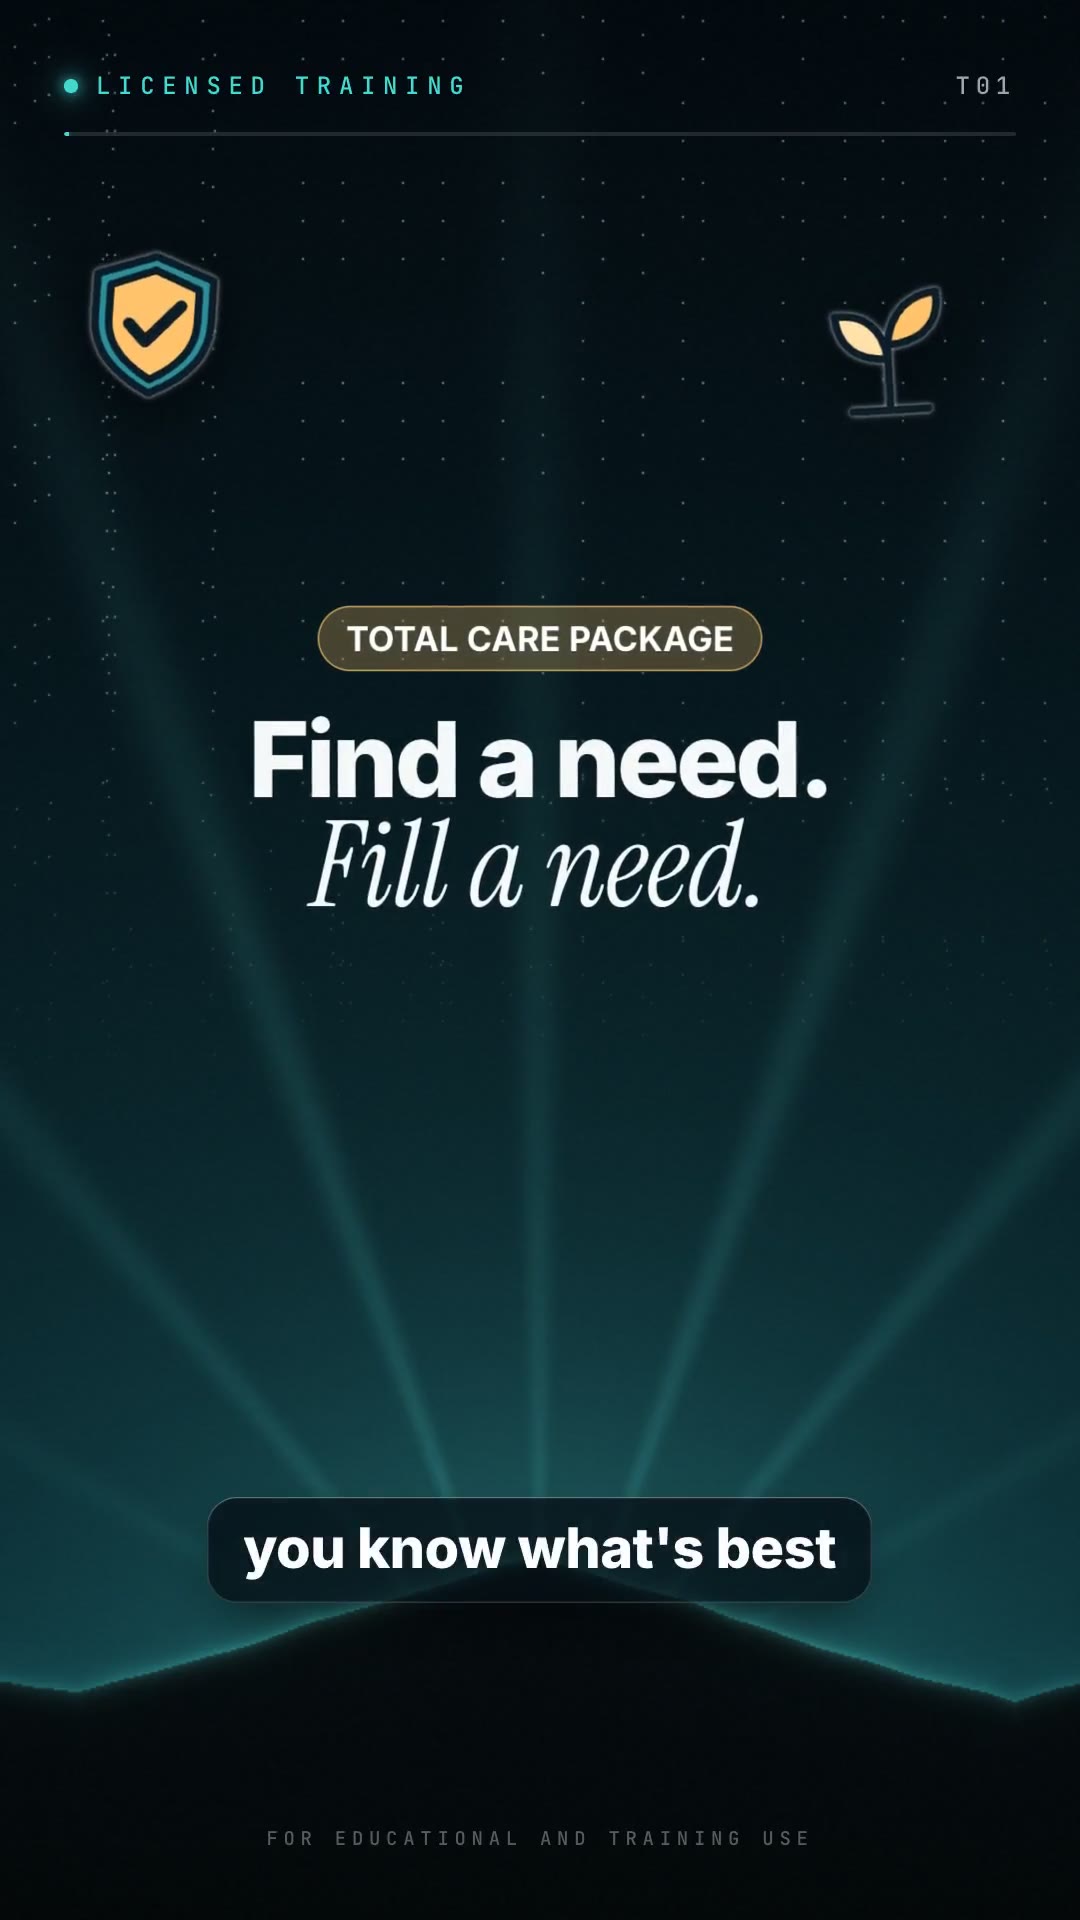 LICENSED TRAINING
T01
TOTAL CARE PACKAGE
Find a need.
Fill a need.
you know what's best
FOR EDUCATIONAL AND TRAINING USE